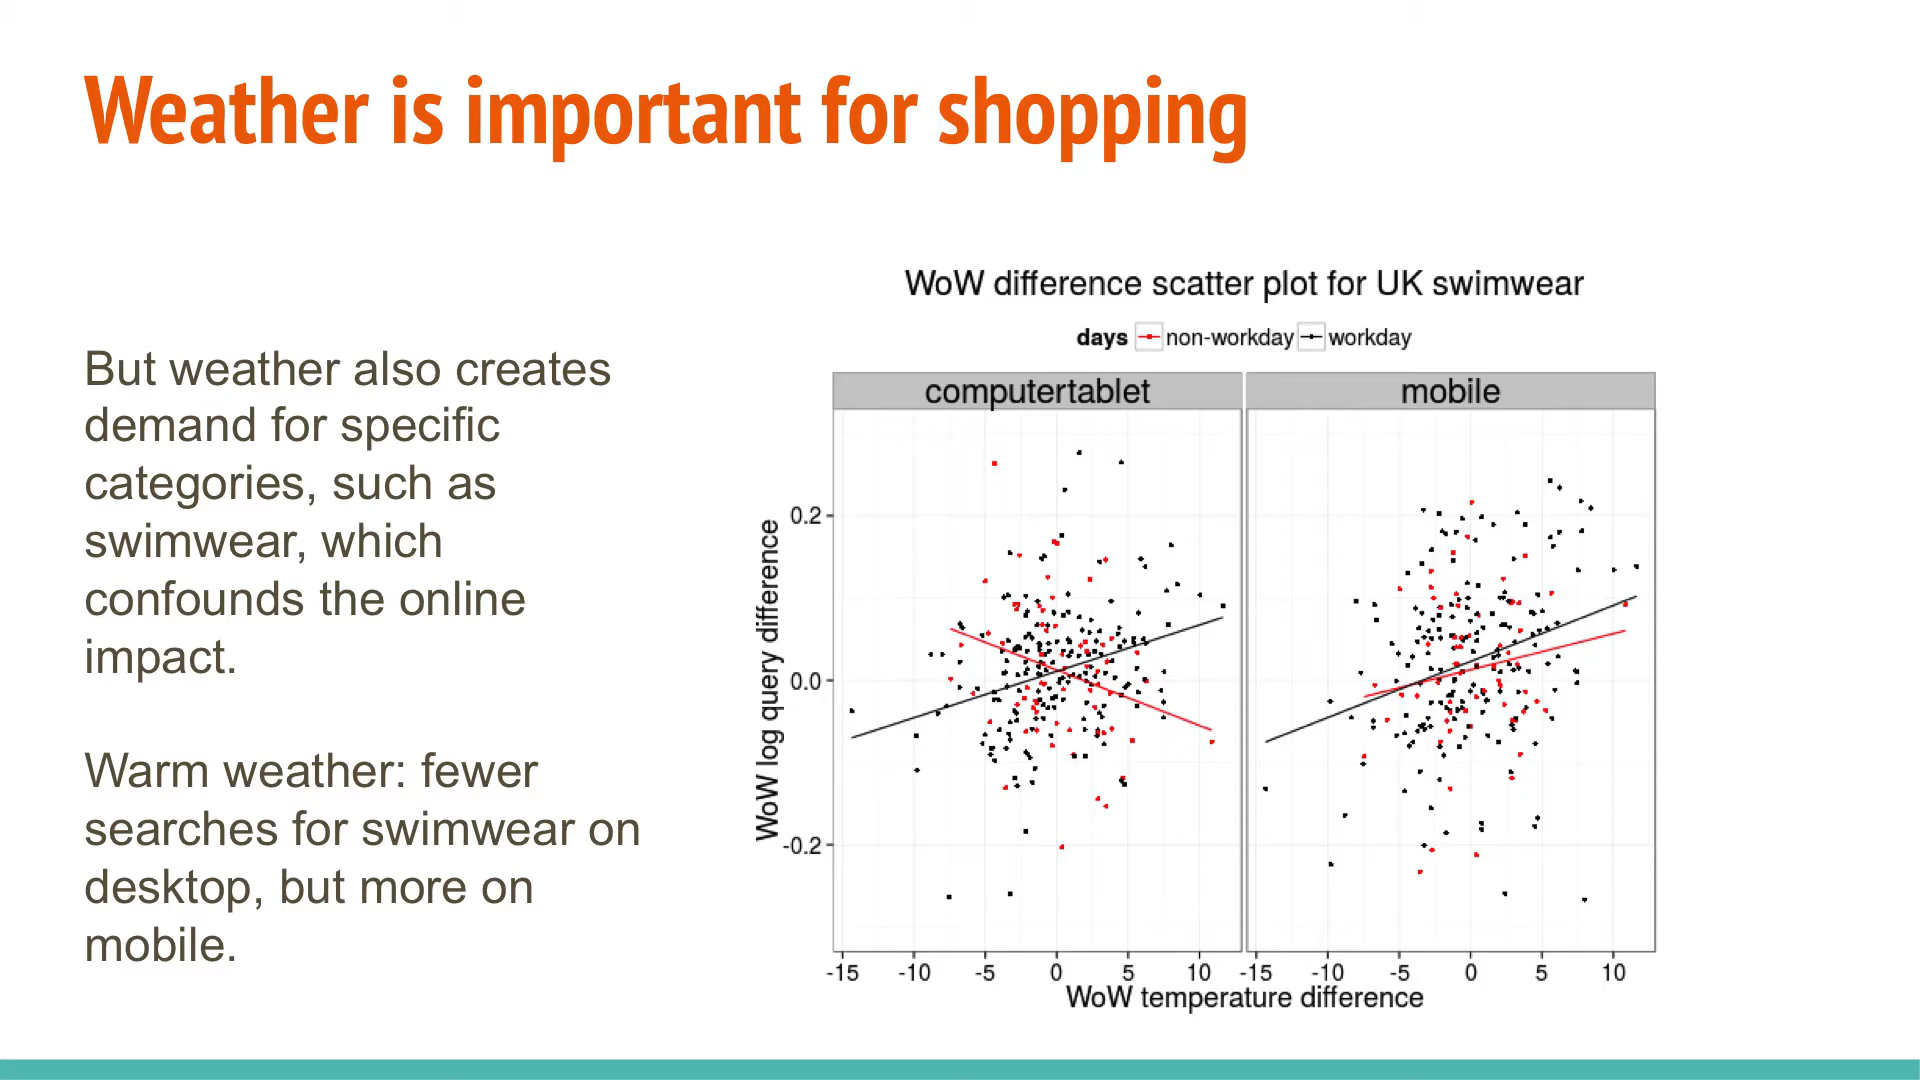 Weather is important for shopping
But weather also creates
demand for specific
categories, such as
swimwear, which
confounds the online
impact.
Warm weather: fewer
searches for swimwear on
desktop, but more on
mobile.
WoW difference scatter plot for UK swimwear
days non-workday workday
computertablet mobile
WoW log query difference
0.2
0.0
-0.2
-15 -10 -5 0 5 10 -15 -10 -5 0 5 10
WoW temperature difference